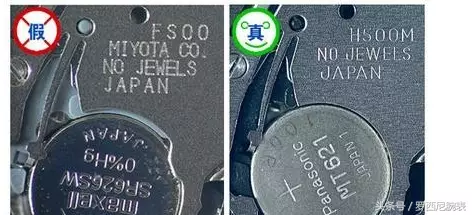 假
FS00
MIYOTA CO.
NO JEWELS
JAPAN
JAPAN
0%Hg
SR626SW
maxell
真
H500M
NO JEWELS
JAPAN
Panasonic
MT621
JAPAN 1
+
头条号 / 罗西尼腕表